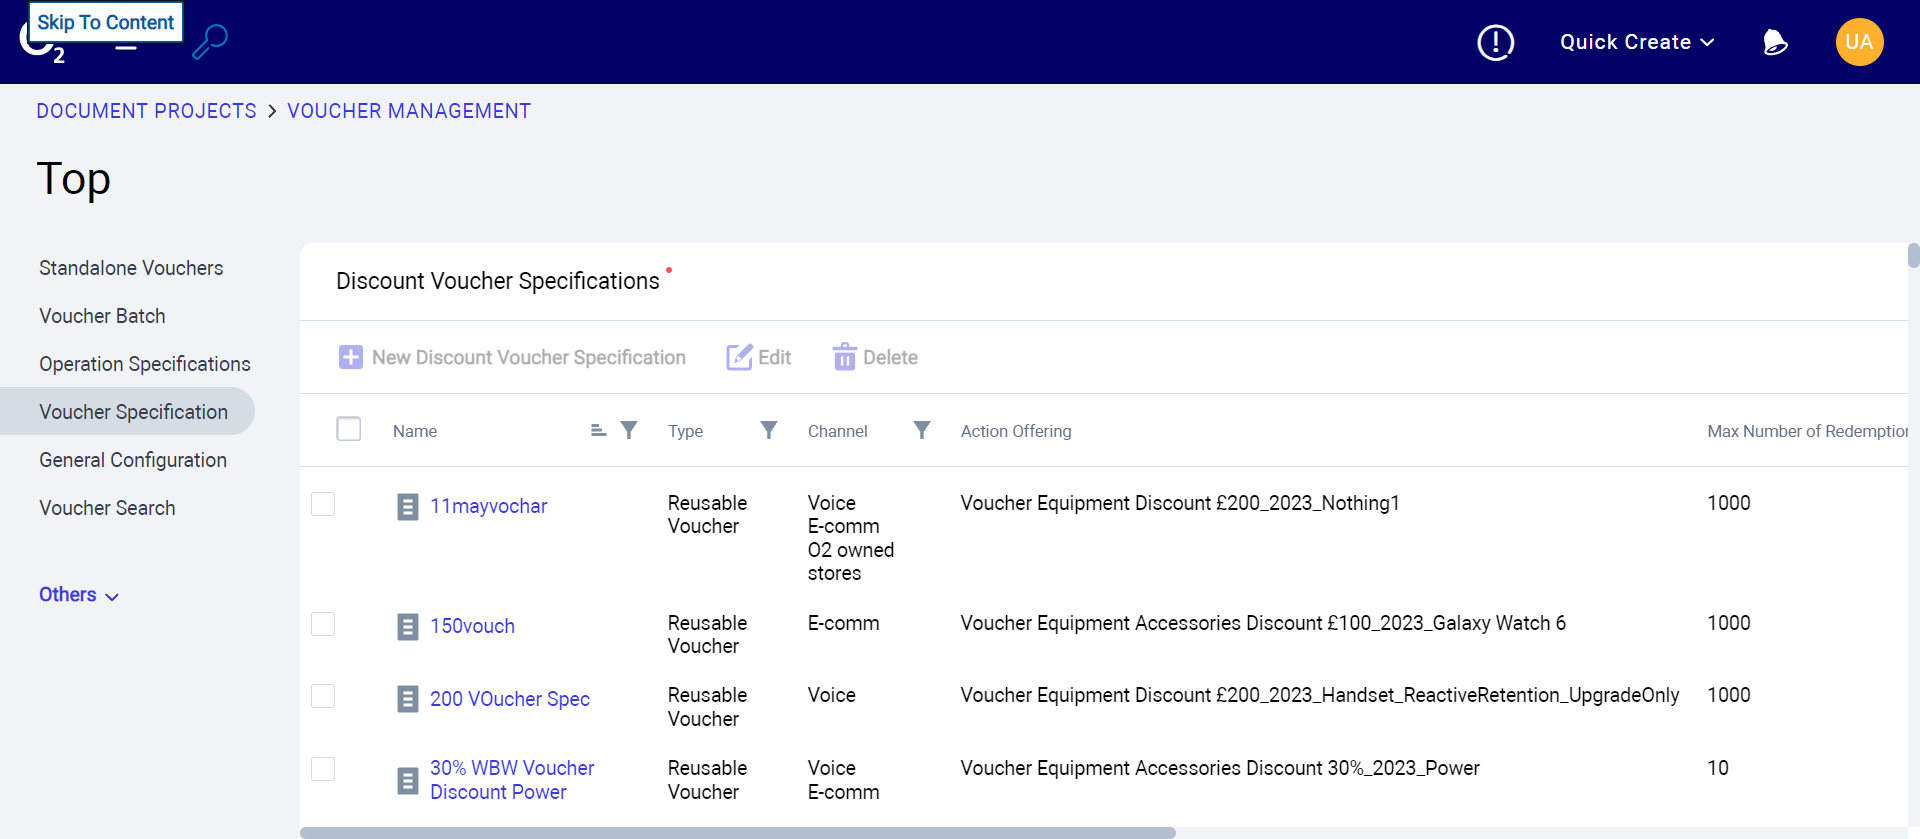 Skip To Content
2
Quick Create
UA
DOCUMENT PROJECTS > VOUCHER MANAGEMENT
Top
Standalone Vouchers
Voucher Batch
Operation Specifications
Voucher Specification
General Configuration
Voucher Search
Others
Discount Voucher Specifications
New Discount Voucher Specification Edit Delete
Name Type Channel Action Offering Max Number of Redemption
11mayvochar Reusable Voice Voucher Equipment Discount £200_2023_Nothing1 1000
Voucher E-comm
O2 owned
stores
150vouch Reusable E-comm Voucher Equipment Accessories Discount £100_2023_Galaxy Watch 6 1000
Voucher
200 VOucher Spec Reusable Voice Voucher Equipment Discount £200_2023_Handset_ReactiveRetention_UpgradeOnly 1000
Voucher
30% WBW Voucher Reusable Voice Voucher Equipment Accessories Discount 30%_2023_Power 10
Discount Power Voucher E-comm